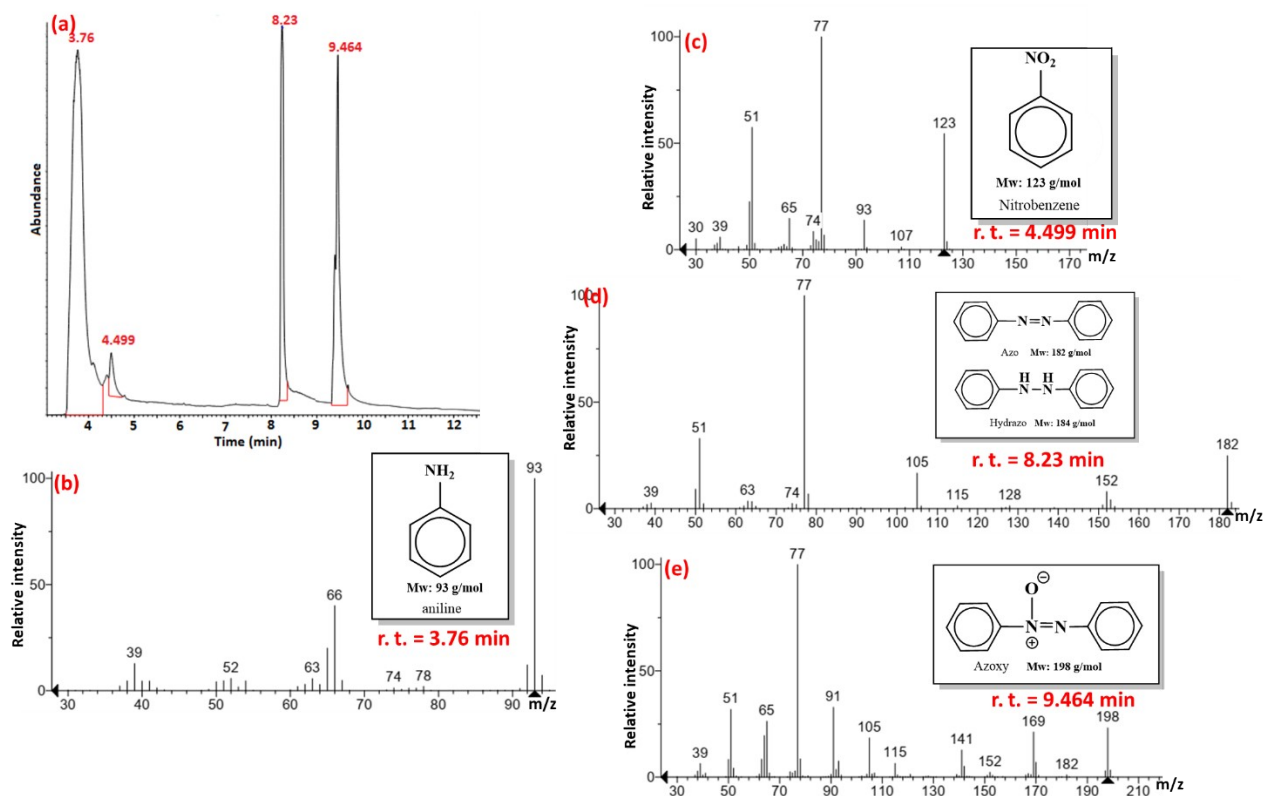 (a)
3.76
8.23
9.464
4.499
Abundance
4 5 6 7 8 9 10 11 12
Time (min)
(b)
Relative intensity
100
50
0
39
52
63
66
74
78
93
30 40 50 60 70 80 90 m/z
NH2
Mw: 93 g/mol
aniline
r. t. = 3.76 min
(c)
Relative intensity
100
50
0
30
39
51
65
74
77
93
107
123
30 50 70 90 110 130 150 170 m/z
NO2
Mw: 123 g/mol
Nitrobenzene
r. t. = 4.499 min
(d)
Relative intensity
100
50
0
39
51
63
74
77
105
115
128
152
182
30 40 50 60 70 80 90 100 110 120 130 140 150 160 170 180 m/z
N=N
Azo Mw: 182 g/mol
H H
N N
Hydrazo Mw: 184 g/mol
r. t. = 8.23 min
(e)
Relative intensity
100
50
0
39
51
65
77
91
105
115
141
152
169
182
198
30 50 70 90 110 130 150 170 190 210 m/z
O⊖
N=N
⊕
Azoxy Mw: 198 g/mol
r. t. = 9.464 min